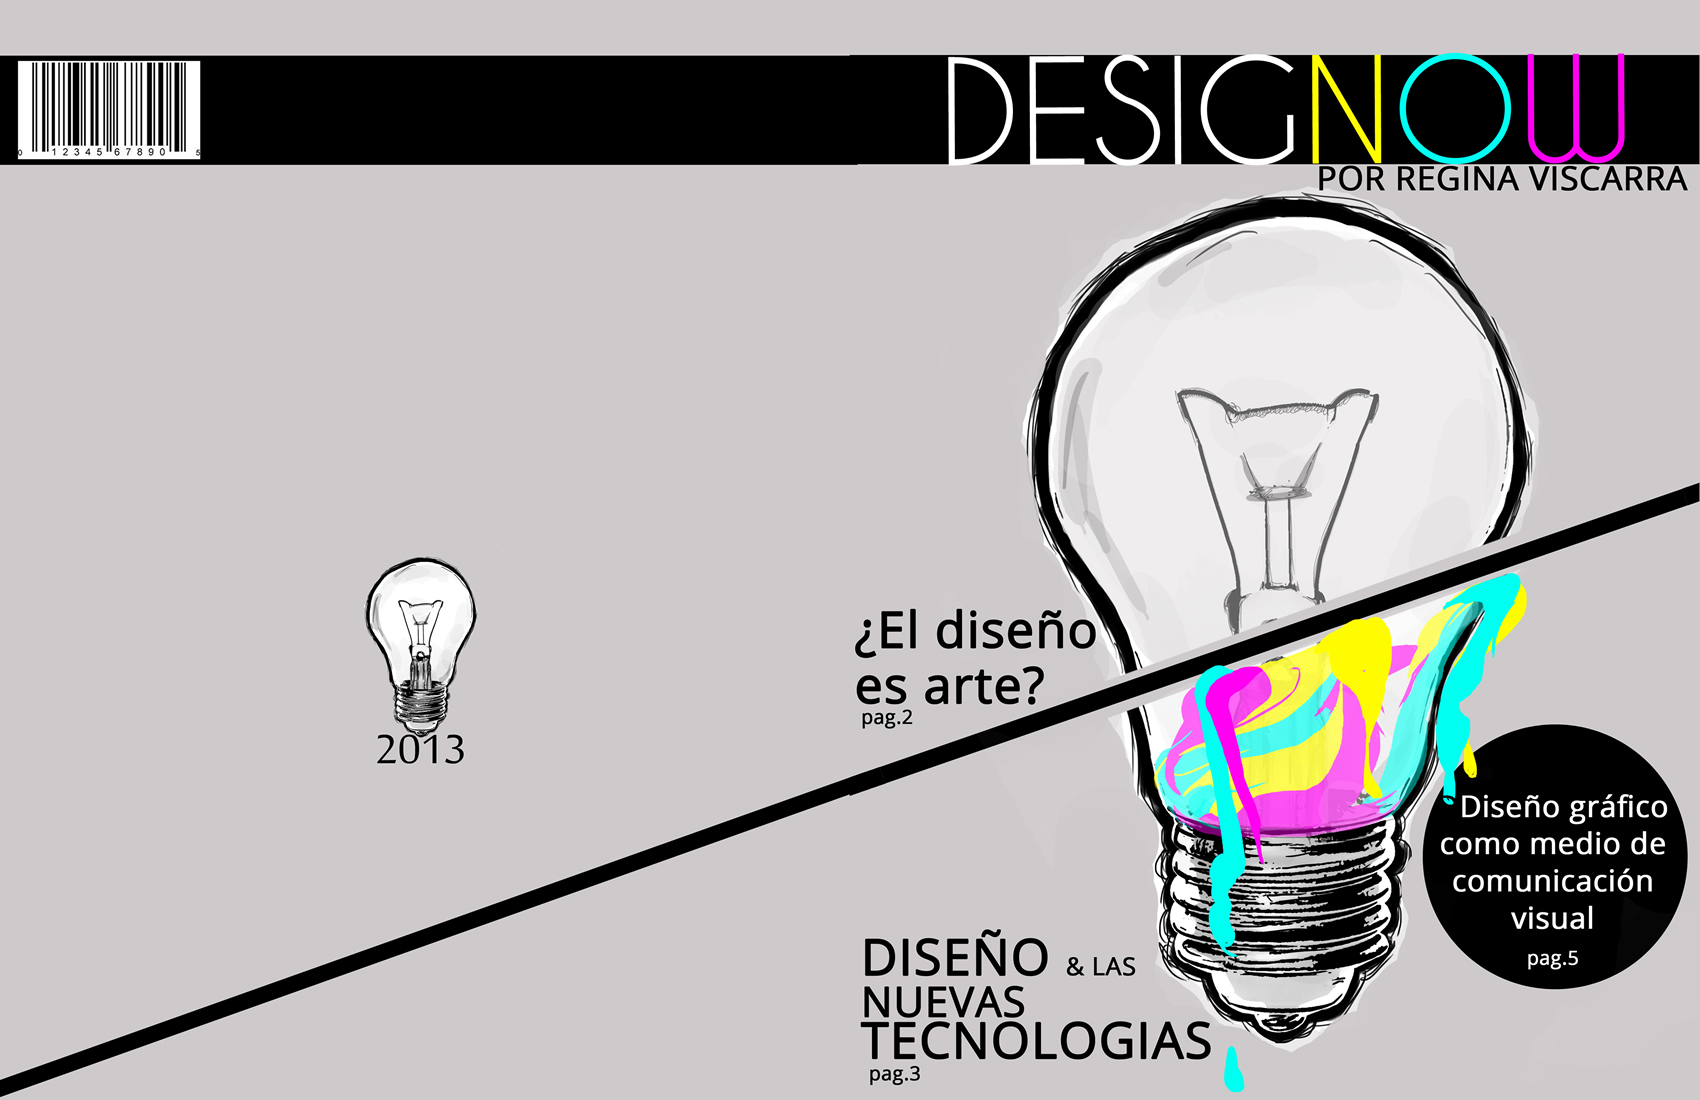 0 12345 67890 5
DESIGNOW
POR REGINA VISCARRA
¿El diseño
es arte?
pag.2
2013
Diseño gráfico
como medio de
comunicación
visual
pag.5
DISEÑO & LAS
NUEVAS
TECNOLOGIAS
pag.3